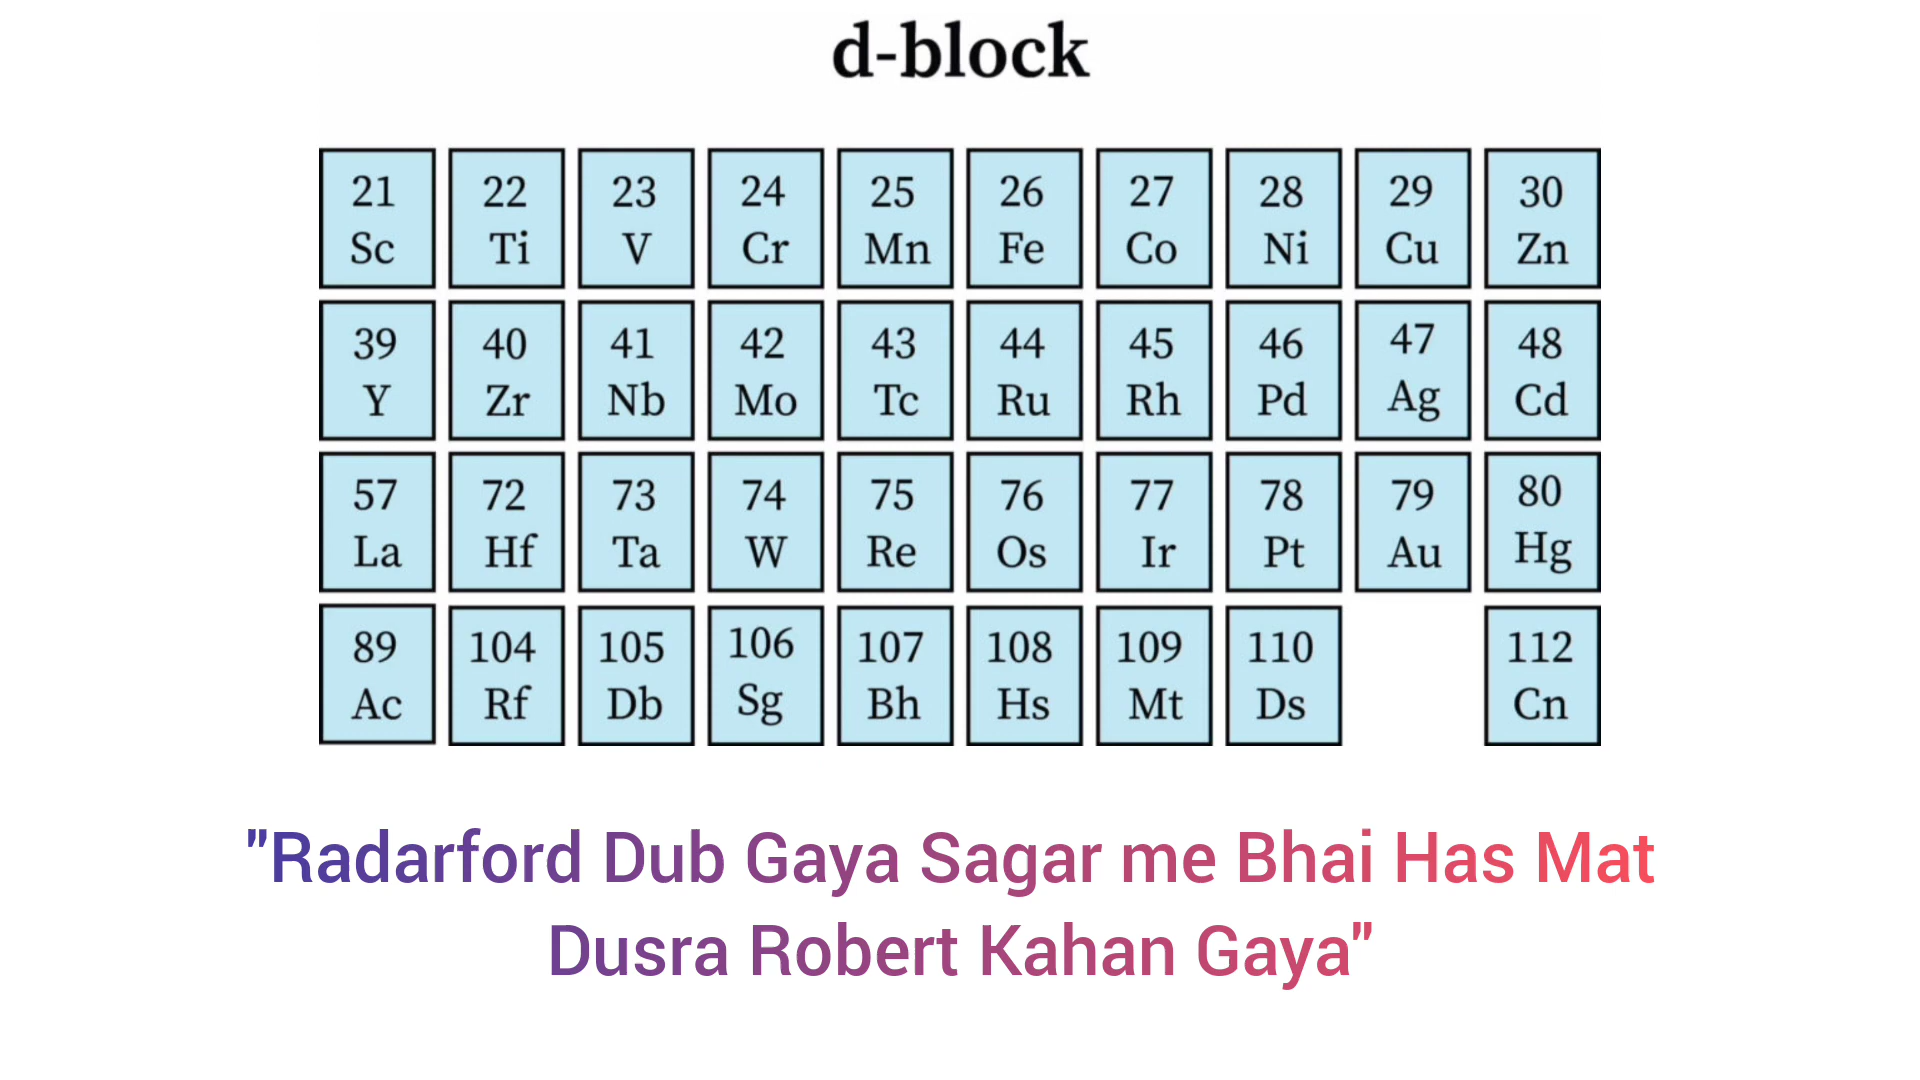 d-block
21 22 23 24 25 26 27 28 29 30
Sc Ti V Cr Mn Fe Co Ni Cu Zn
39 40 41 42 43 44 45 46 47 48
Y Zr Nb Mo Tc Ru Rh Pd Ag Cd
57 72 73 74 75 76 77 78 79 80
La Hf Ta W Re Os Ir Pt Au Hg
89 104 105 106 107 108 109 110 112
Ac Rf Db Sg Bh Hs Mt Ds Cn
"Radarford Dub Gaya Sagar me Bhai Has Mat
Dusra Robert Kahan Gaya"